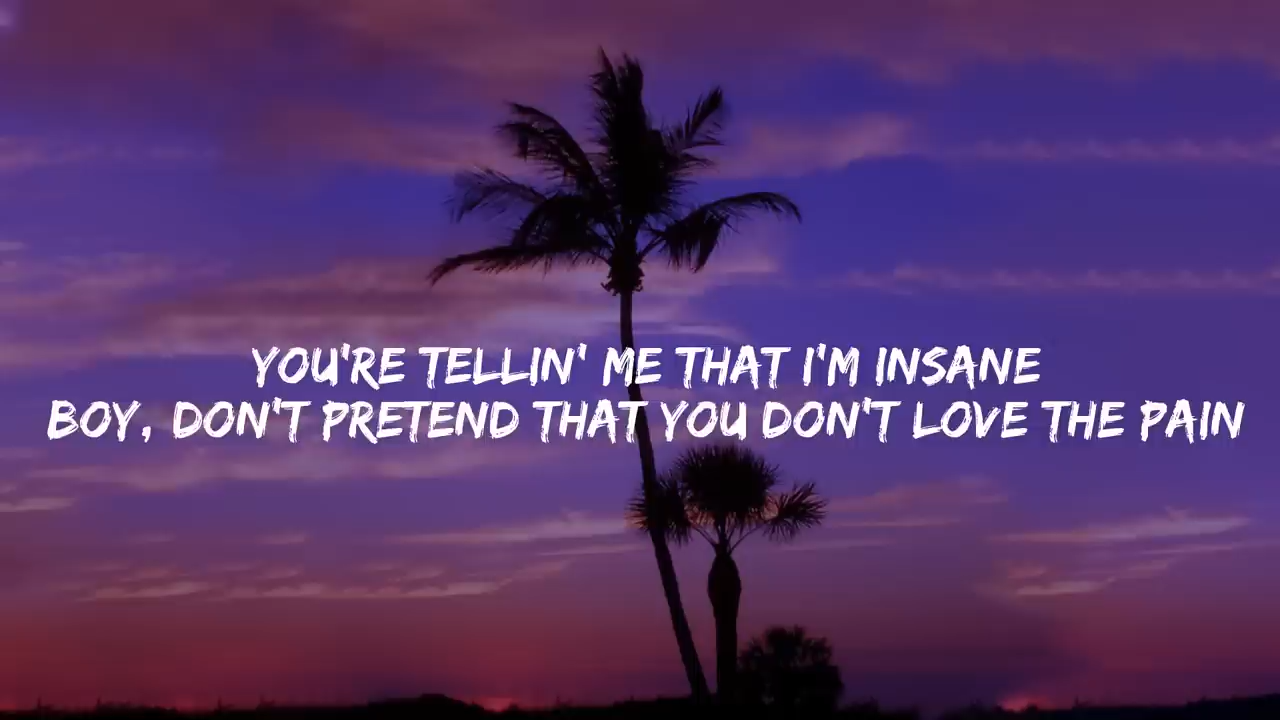 YOU'RE TELLIN' ME THAT I'M INSANE
BOY, DON'T PRETEND THAT YOU DON'T LOVE THE PAIN